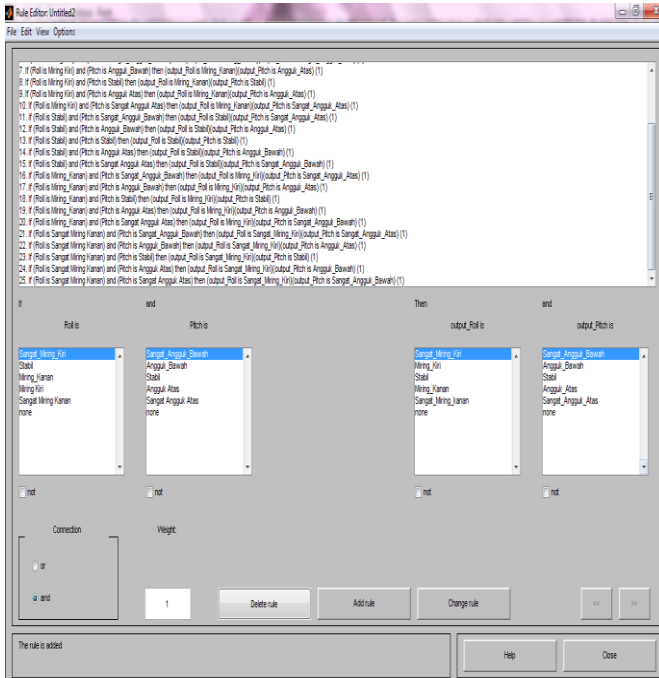 Rule Editor: Untitled2
File Edit View Options
7. If (Roll is Miring Kiri) and (Pitch is Angguk_Bawah) then (output_Roll is Miring_Kanan)(output_Pitch is Angguk_Atas) (1)
8. If (Roll is Miring Kiri) and (Pitch is Stabil) then (output_Roll is Miring_Kanan)(output_Pitch is Stabil) (1)
9. If (Roll is Miring Kiri) and (Pitch is Angguk Atas) then (output_Roll is Miring_Kanan)(output_Pitch is Angguk_Atas) (1)
10. If (Roll is Miring Kiri) and (Pitch is Sangat Angguk Atas) then (output_Roll is Miring_Kanan)(output_Pitch is Sangat_Angguk_Atas) (1)
11. If (Roll is Stabil) and (Pitch is Sangat_Angguk_Bawah) then (output_Roll is Stabil)(output_Pitch is Sangat_Angguk_Atas) (1)
12. If (Roll is Stabil) and (Pitch is Angguk_Bawah) then (output_Roll is Stabil)(output_Pitch is Angguk_Atas) (1)
13. If (Roll is Stabil) and (Pitch is Stabil) then (output_Roll is Stabil)(output_Pitch is Stabil) (1)
14. If (Roll is Stabil) and (Pitch is Angguk Atas) then (output_Roll is Stabil)(output_Pitch is Angguk_Bawah) (1)
15. If (Roll is Stabil) and (Pitch is Sangat Angguk Atas) then (output_Roll is Stabil)(output_Pitch is Sangat_Angguk_Bawah) (1)
16. If (Roll is Miring_Kanan) and (Pitch is Sangat_Angguk_Bawah) then (output_Roll is Miring_Kiri)(output_Pitch is Sangat_Angguk_Atas) (1)
17. If (Roll is Miring_Kanan) and (Pitch is Angguk_Bawah) then (output_Roll is Miring_Kiri)(output_Pitch is Angguk_Atas) (1)
18. If (Roll is Miring_Kanan) and (Pitch is Stabil) then (output_Roll is Miring_Kiri)(output_Pitch is Stabil) (1)
19. If (Roll is Miring_Kanan) and (Pitch is Angguk Atas) then (output_Roll is Miring_Kiri)(output_Pitch is Angguk_Bawah) (1)
20. If (Roll is Miring_Kanan) and (Pitch is Sangat Angguk Atas) then (output_Roll is Miring_Kiri)(output_Pitch is Sangat_Angguk_Bawah) (1)
21. If (Roll is Sangat Miring Kanan) and (Pitch is Sangat_Angguk_Bawah) then (output_Roll is Sangat_Miring_Kiri)(output_Pitch is Sangat_Angguk_Atas) (1)
22. If (Roll is Sangat Miring Kanan) and (Pitch is Angguk_Bawah) then (output_Roll is Sangat_Miring_Kiri)(output_Pitch is Angguk_Atas) (1)
23. If (Roll is Sangat Miring Kanan) and (Pitch is Stabil) then (output_Roll is Sangat_Miring_Kiri)(output_Pitch is Stabil) (1)
24. If (Roll is Sangat Miring Kanan) and (Pitch is Angguk Atas) then (output_Roll is Sangat_Miring_Kiri)(output_Pitch is Angguk_Bawah) (1)
25. If (Roll is Sangat Miring Kanan) and (Pitch is Sangat Angguk Atas) then (output_Roll is Sangat_Miring_Kiri)(output_Pitch is Sangat_Angguk_Bawah) (1)
If and Then and
Roll is Pitch is output_Roll is output_Pitch is
Sangat_Miring_Kiri
Stabil
Miring_Kanan
Miring Kiri
Sangat Miring Kanan
none
Sangat_Angguk_Bawah
Angguk_Bawah
Stabil
Angguk Atas
Sangat Angguk Atas
none
Sangat_Miring_Kiri
Miring_Kiri
Stabil
Miring_Kanan
Sangat_Miring_kanan
none
Sangat_Angguk_Bawah
Angguk_Bawah
Stabil
Angguk_Atas
Sangat_Angguk_Atas
none
not not not not
Connection
or
and
Weight:
1
Delete rule
Add rule
Change rule
<<
>>
The rule is added
Help
Close